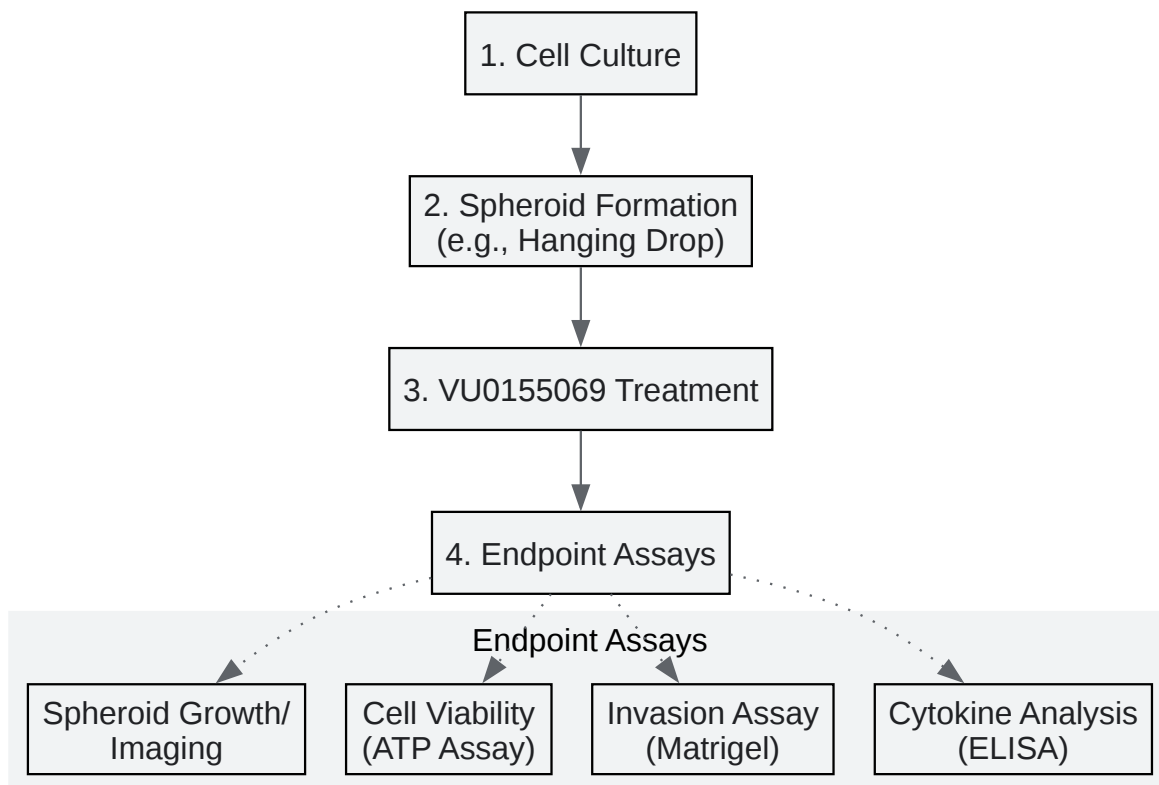 1. Cell Culture
2. Spheroid Formation
(e.g., Hanging Drop)
3. VU0155069 Treatment
4. Endpoint Assays
Endpoint Assays
Spheroid Growth/
Imaging
Cell Viability
(ATP Assay)
Invasion Assay
(Matrigel)
Cytokine Analysis
(ELISA)